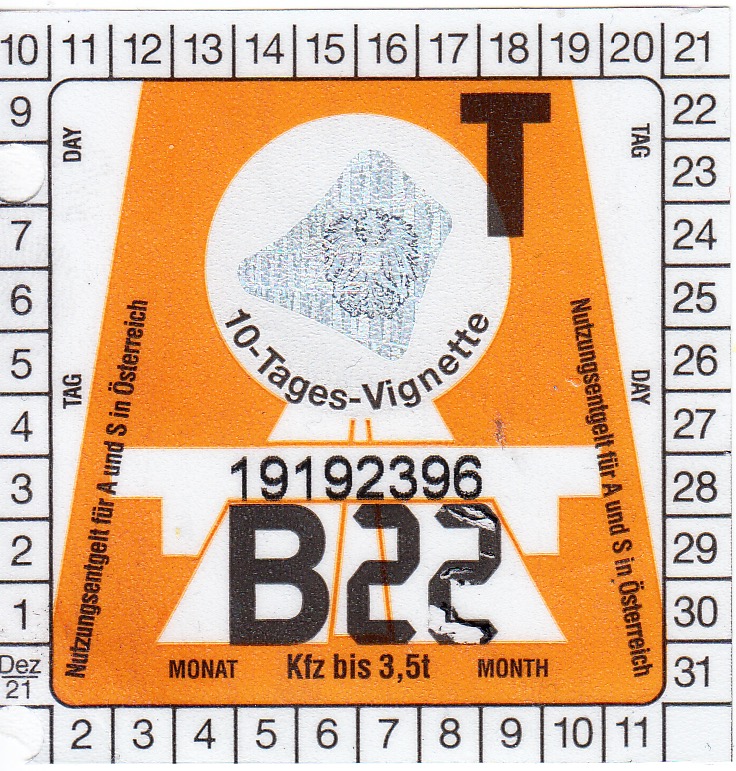 10 11 12 13 14 15 16 17 18 19 20 21
9
7
6
5
4
3
2
1
Dez
21
DAY
TAG
Nutzungsentgelt für A und S in Österreich
T
10-Tages-Vignette
19192396
B22
MONAT Kfz bis 3,5t MONTH
TAG
DAY
Nutzungsentgelt für A und S in Österreich
22
23
24
25
26
27
28
29
30
31
2 3 4 5 6 7 8 9 10 11